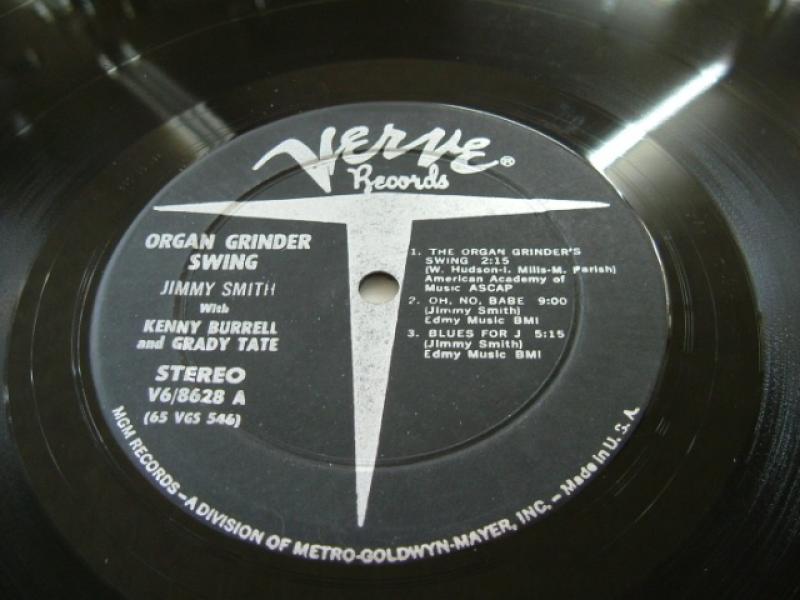 VERVE®
Records
ORGAN GRINDER
SWING
JIMMY SMITH
With
KENNY BURRELL
and GRADY TATE
STEREO
V6/8628 A
(65 VGS 546)
1. THE ORGAN GRINDER'S
SWING 2:15
(W. Hudson-I. Mills-M. Parish)
American Academy of
Music ASCAP
2. OH, NO, BABE 9:00
(Jimmy Smith)
Edmy Music BMI
3. BLUES FOR J 5:15
(Jimmy Smith)
Edmy Music BMI
MGM RECORDS – A DIVISION OF METRO-GOLDWYN-MAYER, INC. – Made in U.S.A.